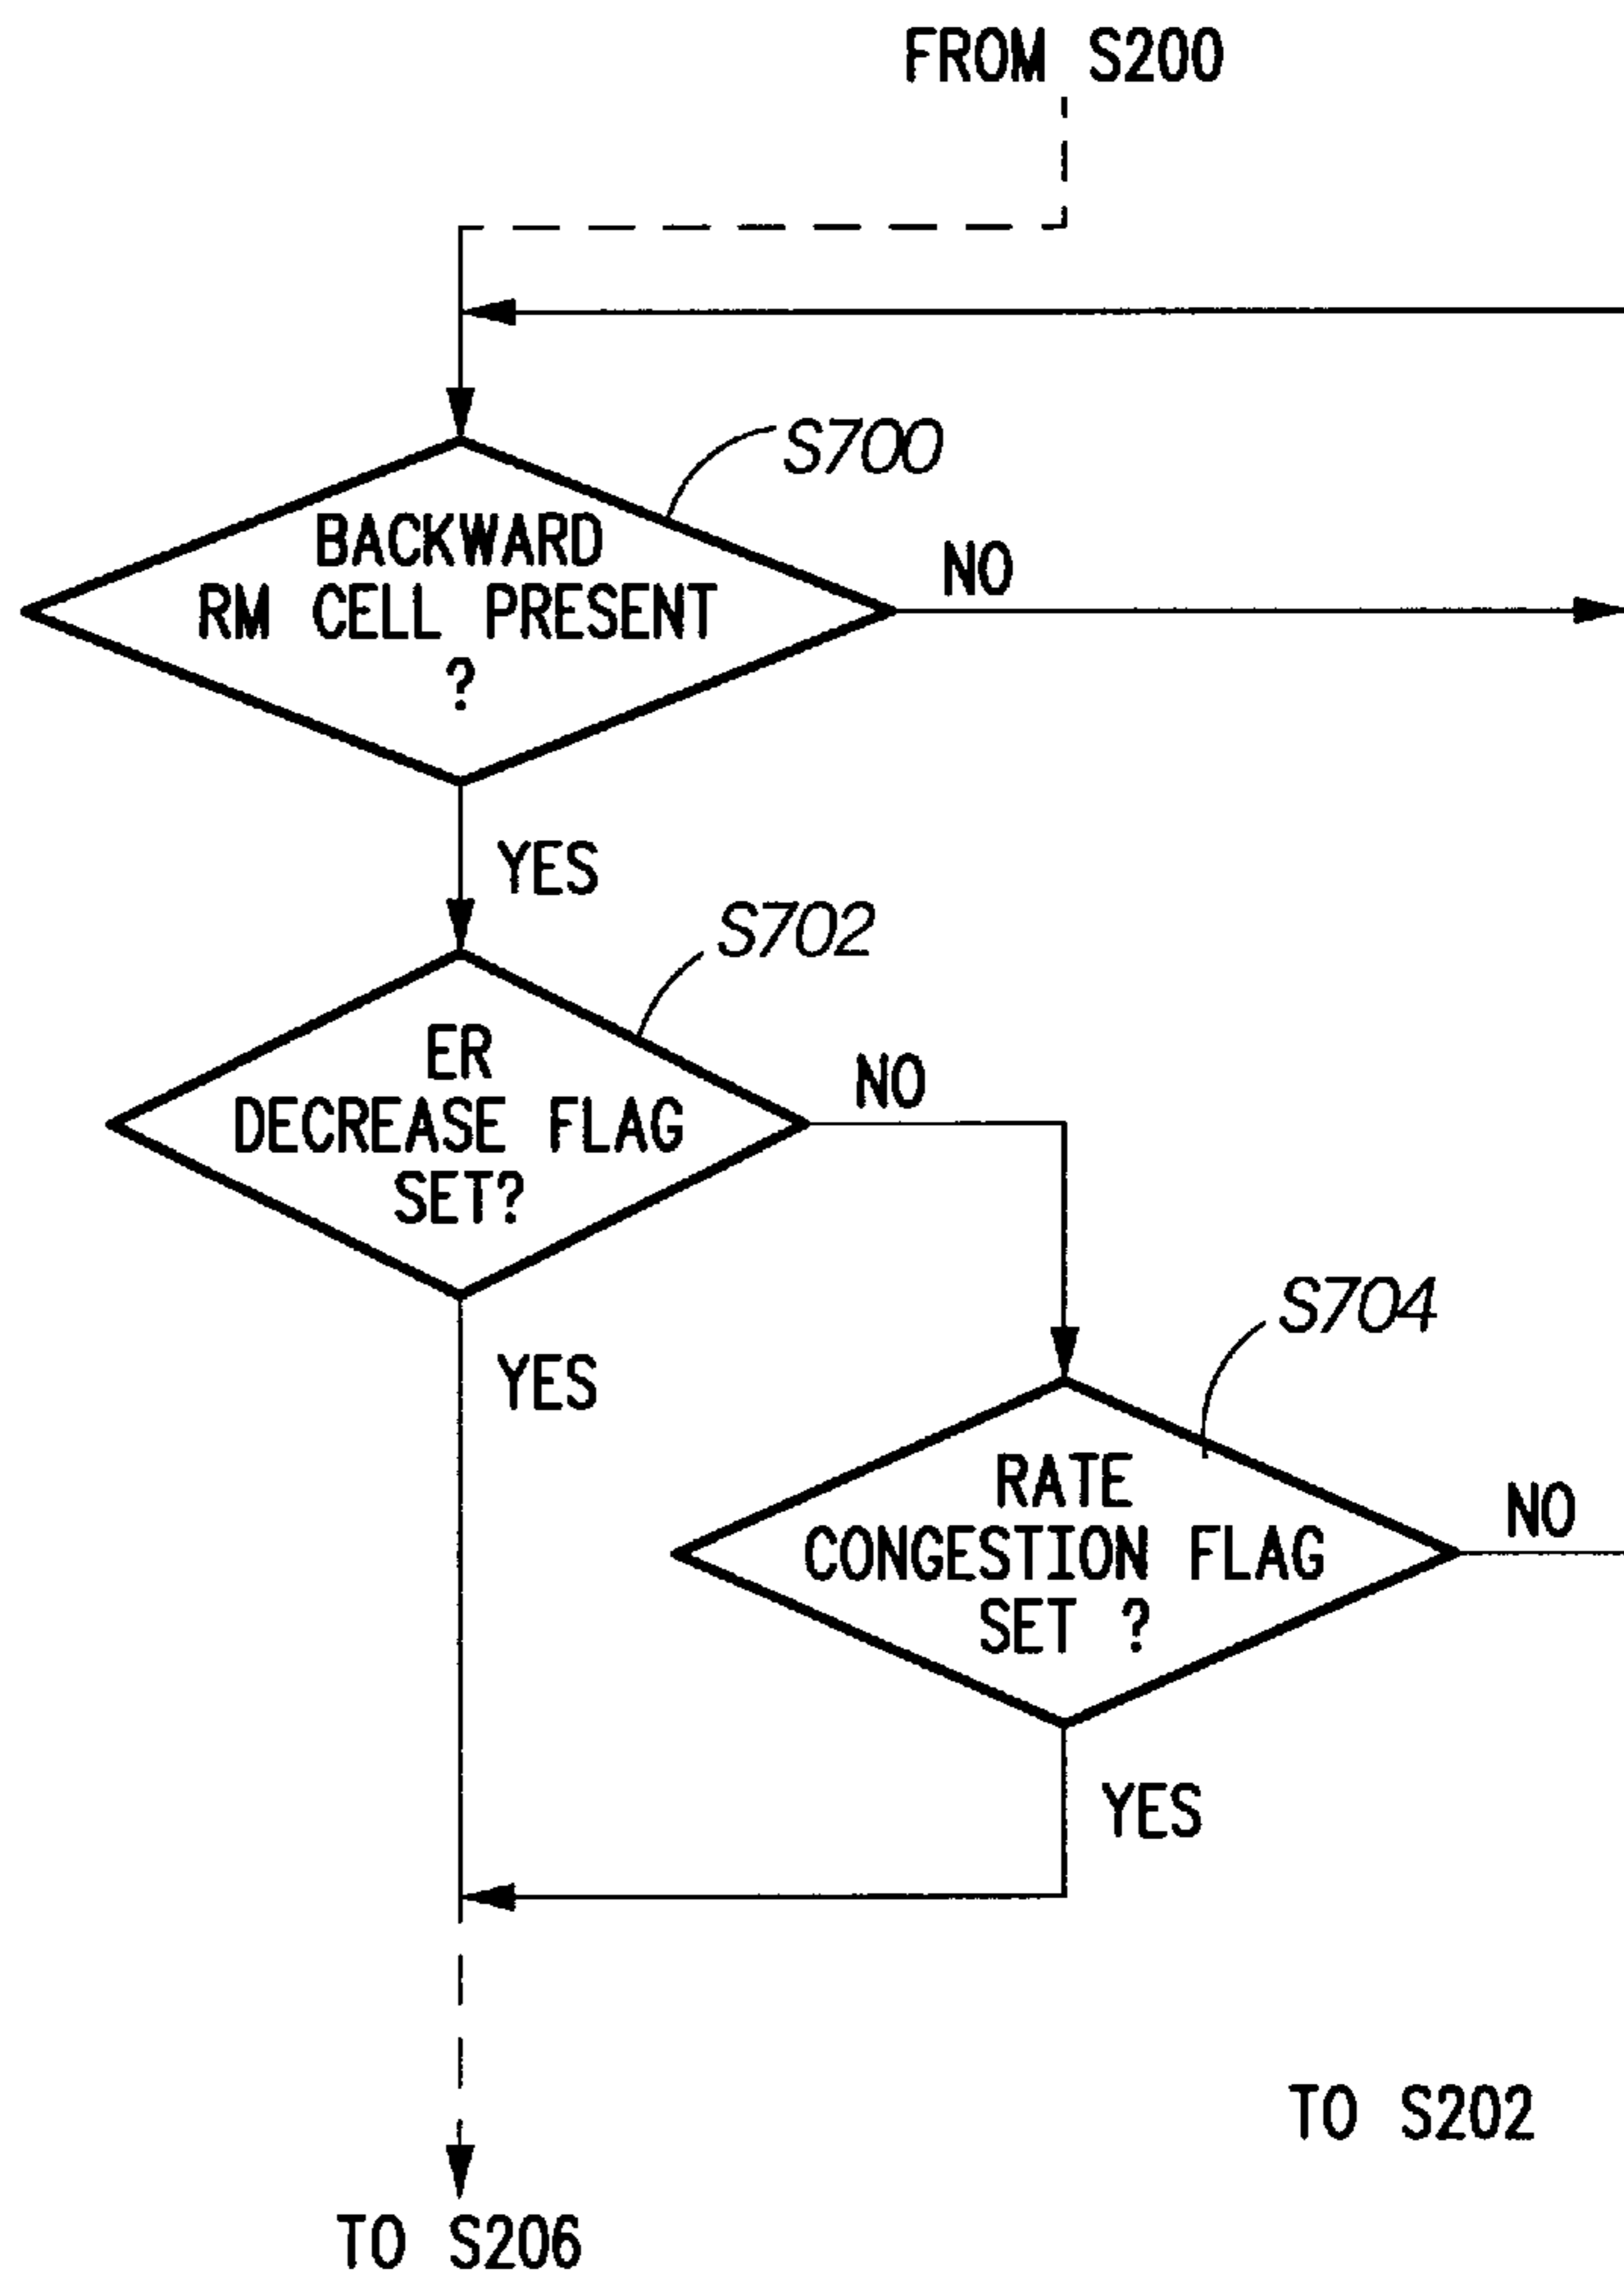 FROM S200
S700
BACKWARD
RM CELL PRESENT
?
NO
YES
S702
ER
DECREASE FLAG
SET?
NO
YES
S704
RATE
CONGESTION FLAG
SET ?
NO
YES
TO S202
TO S206